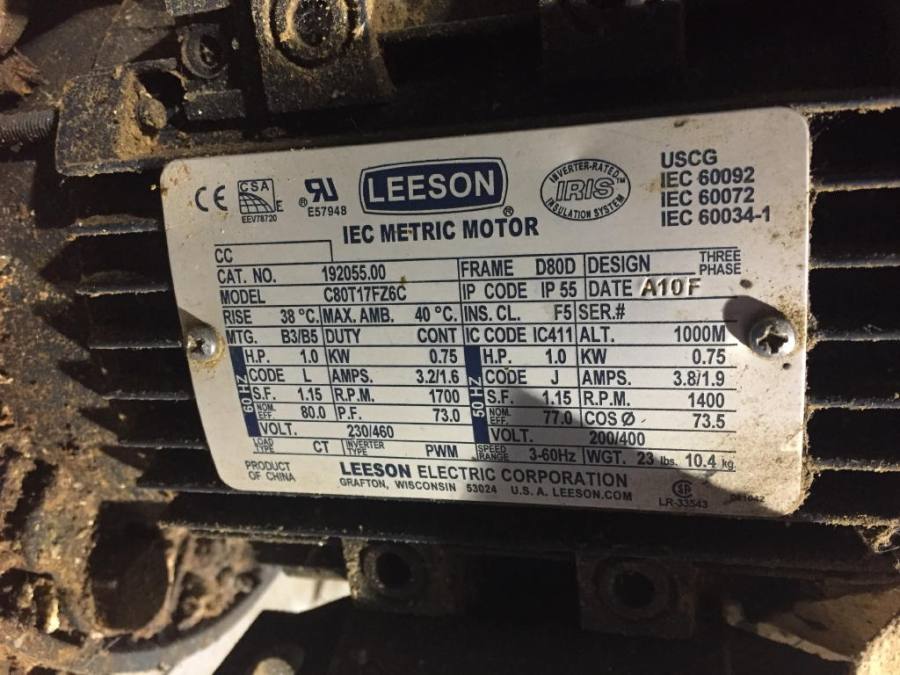 CE CSA E EEV78720 ® RU E57948 LEESON ® INVERTER-RATED™ IRIS INSULATION SYSTEM USCG
IEC 60092
IEC 60072
IEC 60034-1
IEC METRIC MOTOR
CC
CAT. NO. 192055.00 FRAME D80D DESIGN THREE PHASE
MODEL C80T17FZ6C IP CODE IP 55 DATE A10F
RISE 38 °C. MAX. AMB. 40 °C. INS. CL. F5 SER.#
MTG. B3/B5 DUTY CONT IC CODE IC411 ALT. 1000M
60 HZ H.P. 1.0 KW 0.75 50 HZ H.P. 1.0 KW 0.75
CODE L AMPS. 3.2/1.6 CODE J AMPS. 3.8/1.9
S.F. 1.15 R.P.M. 1700 S.F. 1.15 R.P.M. 1400
NOM. EFF. 80.0 P.F. 73.0 NOM. EFF. 77.0 COS Ø 73.5
VOLT. 230/460 VOLT. 200/400
LOAD TYPE CT INVERTER TYPE PWM SPEED RANGE 3-60Hz WGT. 23 lbs. 10.4 kg.
PRODUCT OF CHINA
LEESON ELECTRIC CORPORATION
GRAFTON, WISCONSIN 53024 U.S.A. LEESON.COM
LR-33543